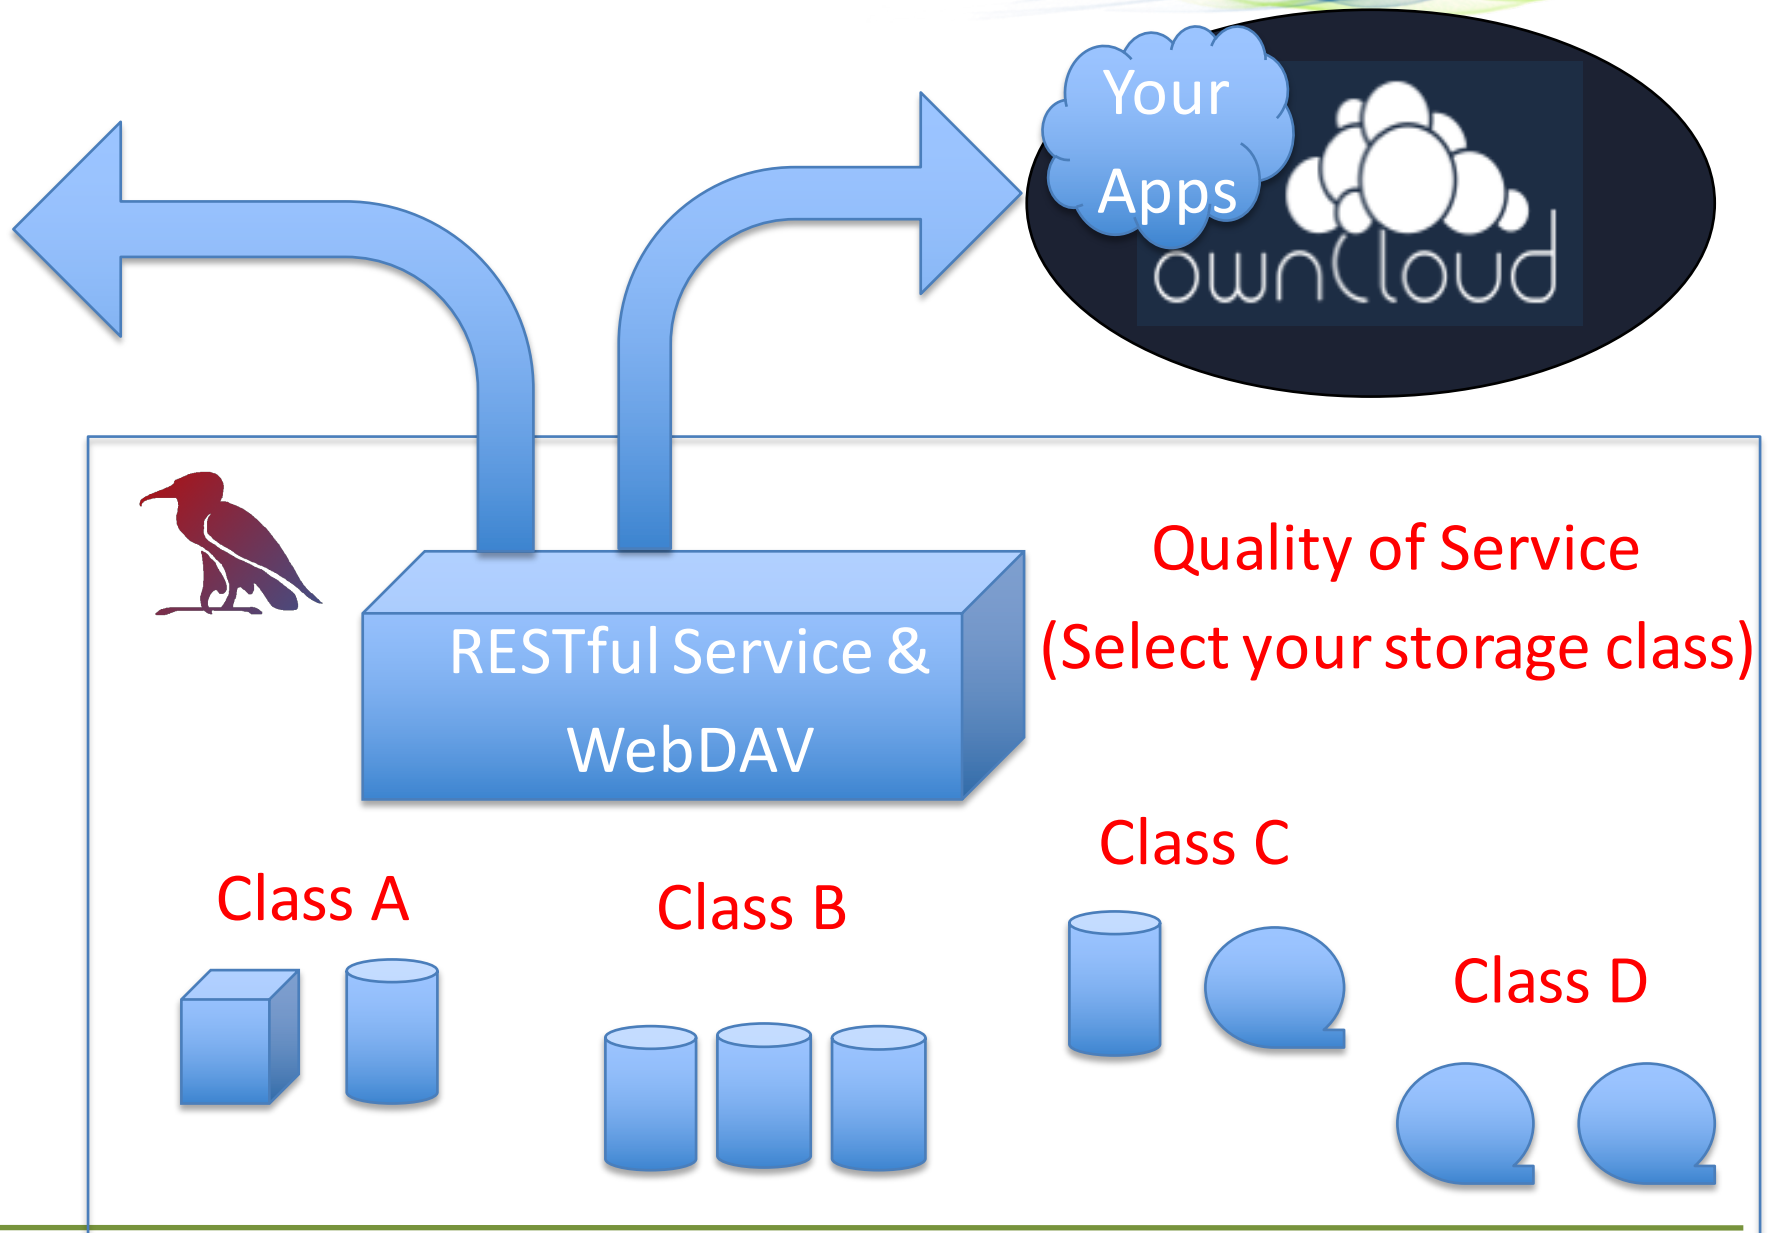 Your
Apps
ownCloud
Quality of Service
(Select your storage class)
RESTful Service &
WebDAV
Class A
Class B
Class C
Class D